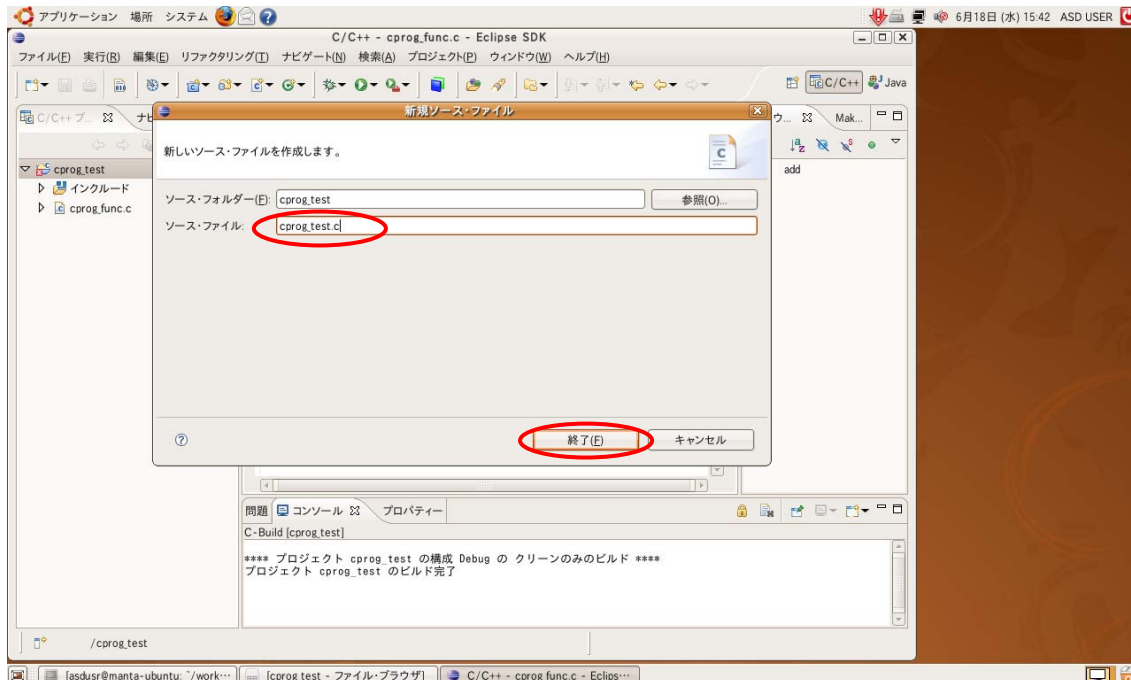 アプリケーション 場所 システム
6月18日 (水) 15:42 ASD USER
C/C++ - cprog_func.c - Eclipse SDK
ファイル(F) 実行(R) 編集(E) リファクタリング(T) ナビゲート(N) 検索(A) プロジェクト(P) ウィンドウ(W) ヘルプ(H)
C/C++ Java
C/C++ プ... ナビ
新規ソース・ファイル
ウ... Mak...
新しいソース・ファイルを作成します。
cprog_test
add
インクルード
cprog_func.c
ソース・フォルダー(E): cprog_test 参照(O)...
ソース・ファイル: cprog_test.c
終了(F) キャンセル
問題 コンソール プロパティー
C-Build [cprog_test]
**** プロジェクト cprog_test の構成 Debug の クリーンのみのビルド ****
プロジェクト cprog_test のビルド完了
/cprog_test
[asdusr@manta-ubuntu: ~/work… [cprog_test - ファイル・ブラウザ] C/C++ - cprog_func.c - Eclips…